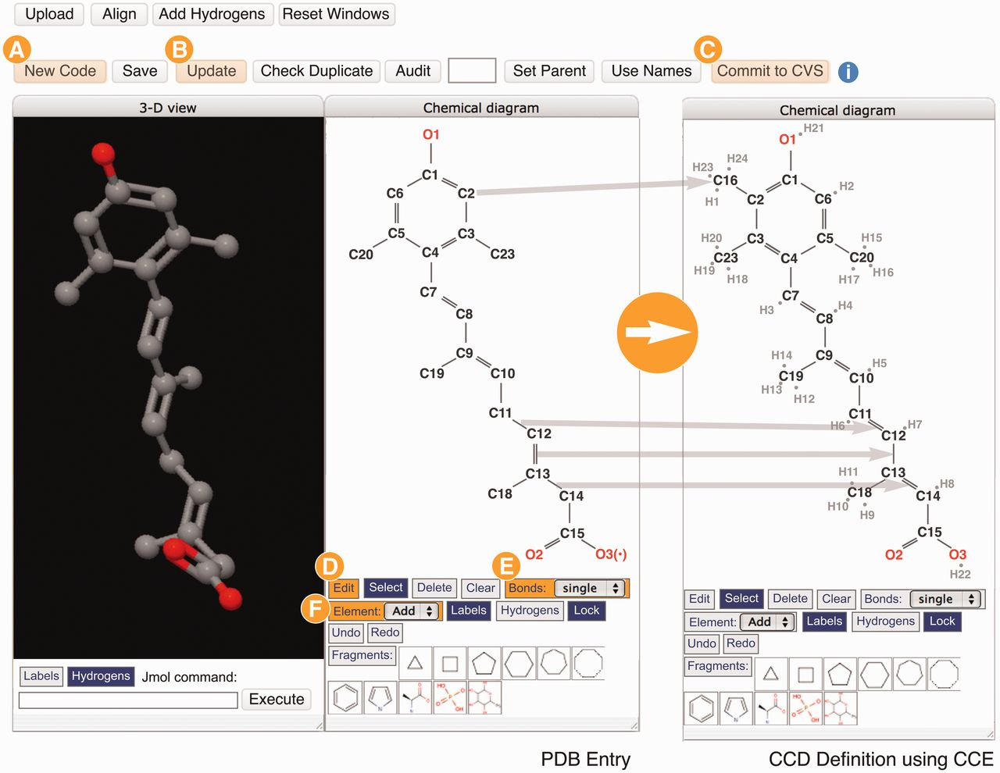 Upload Align Add Hydrogens Reset Windows
A B C
New Code Save Update Check Duplicate Audit Set Parent Use Names Commit to CVS i
3-D view
Chemical diagram
O1
C1
C6 C2
C5 C3
C20 C4 C23
C7
C8
C9
C19 C10
C11
C12
C13
C18 C14
C15
O2 O3(•)
D E
Edit Select Delete Clear Bonds: single
F
Element: Add Labels Hydrogens Lock
Undo Redo
Fragments:
Labels Hydrogens Jmol command:
Execute
PDB Entry
Chemical diagram
H21
O1
H24
H23
C16 C1 H2
H1 C2 C6
H20 C3 C5 H15
C23 C4 C20
H19 H18 H17 H16
C7
H3 H4
C8
H14 C9
C19 C10 H5
H13
H12
C11
H6 H7
C12
H11 C13
C18 C14 H8
H10 H9
C15
O2 O3
H22
Edit Select Delete Clear Bonds: single
Element: Add Labels Hydrogens Lock
Undo Redo
Fragments:
CCD Definition using CCE